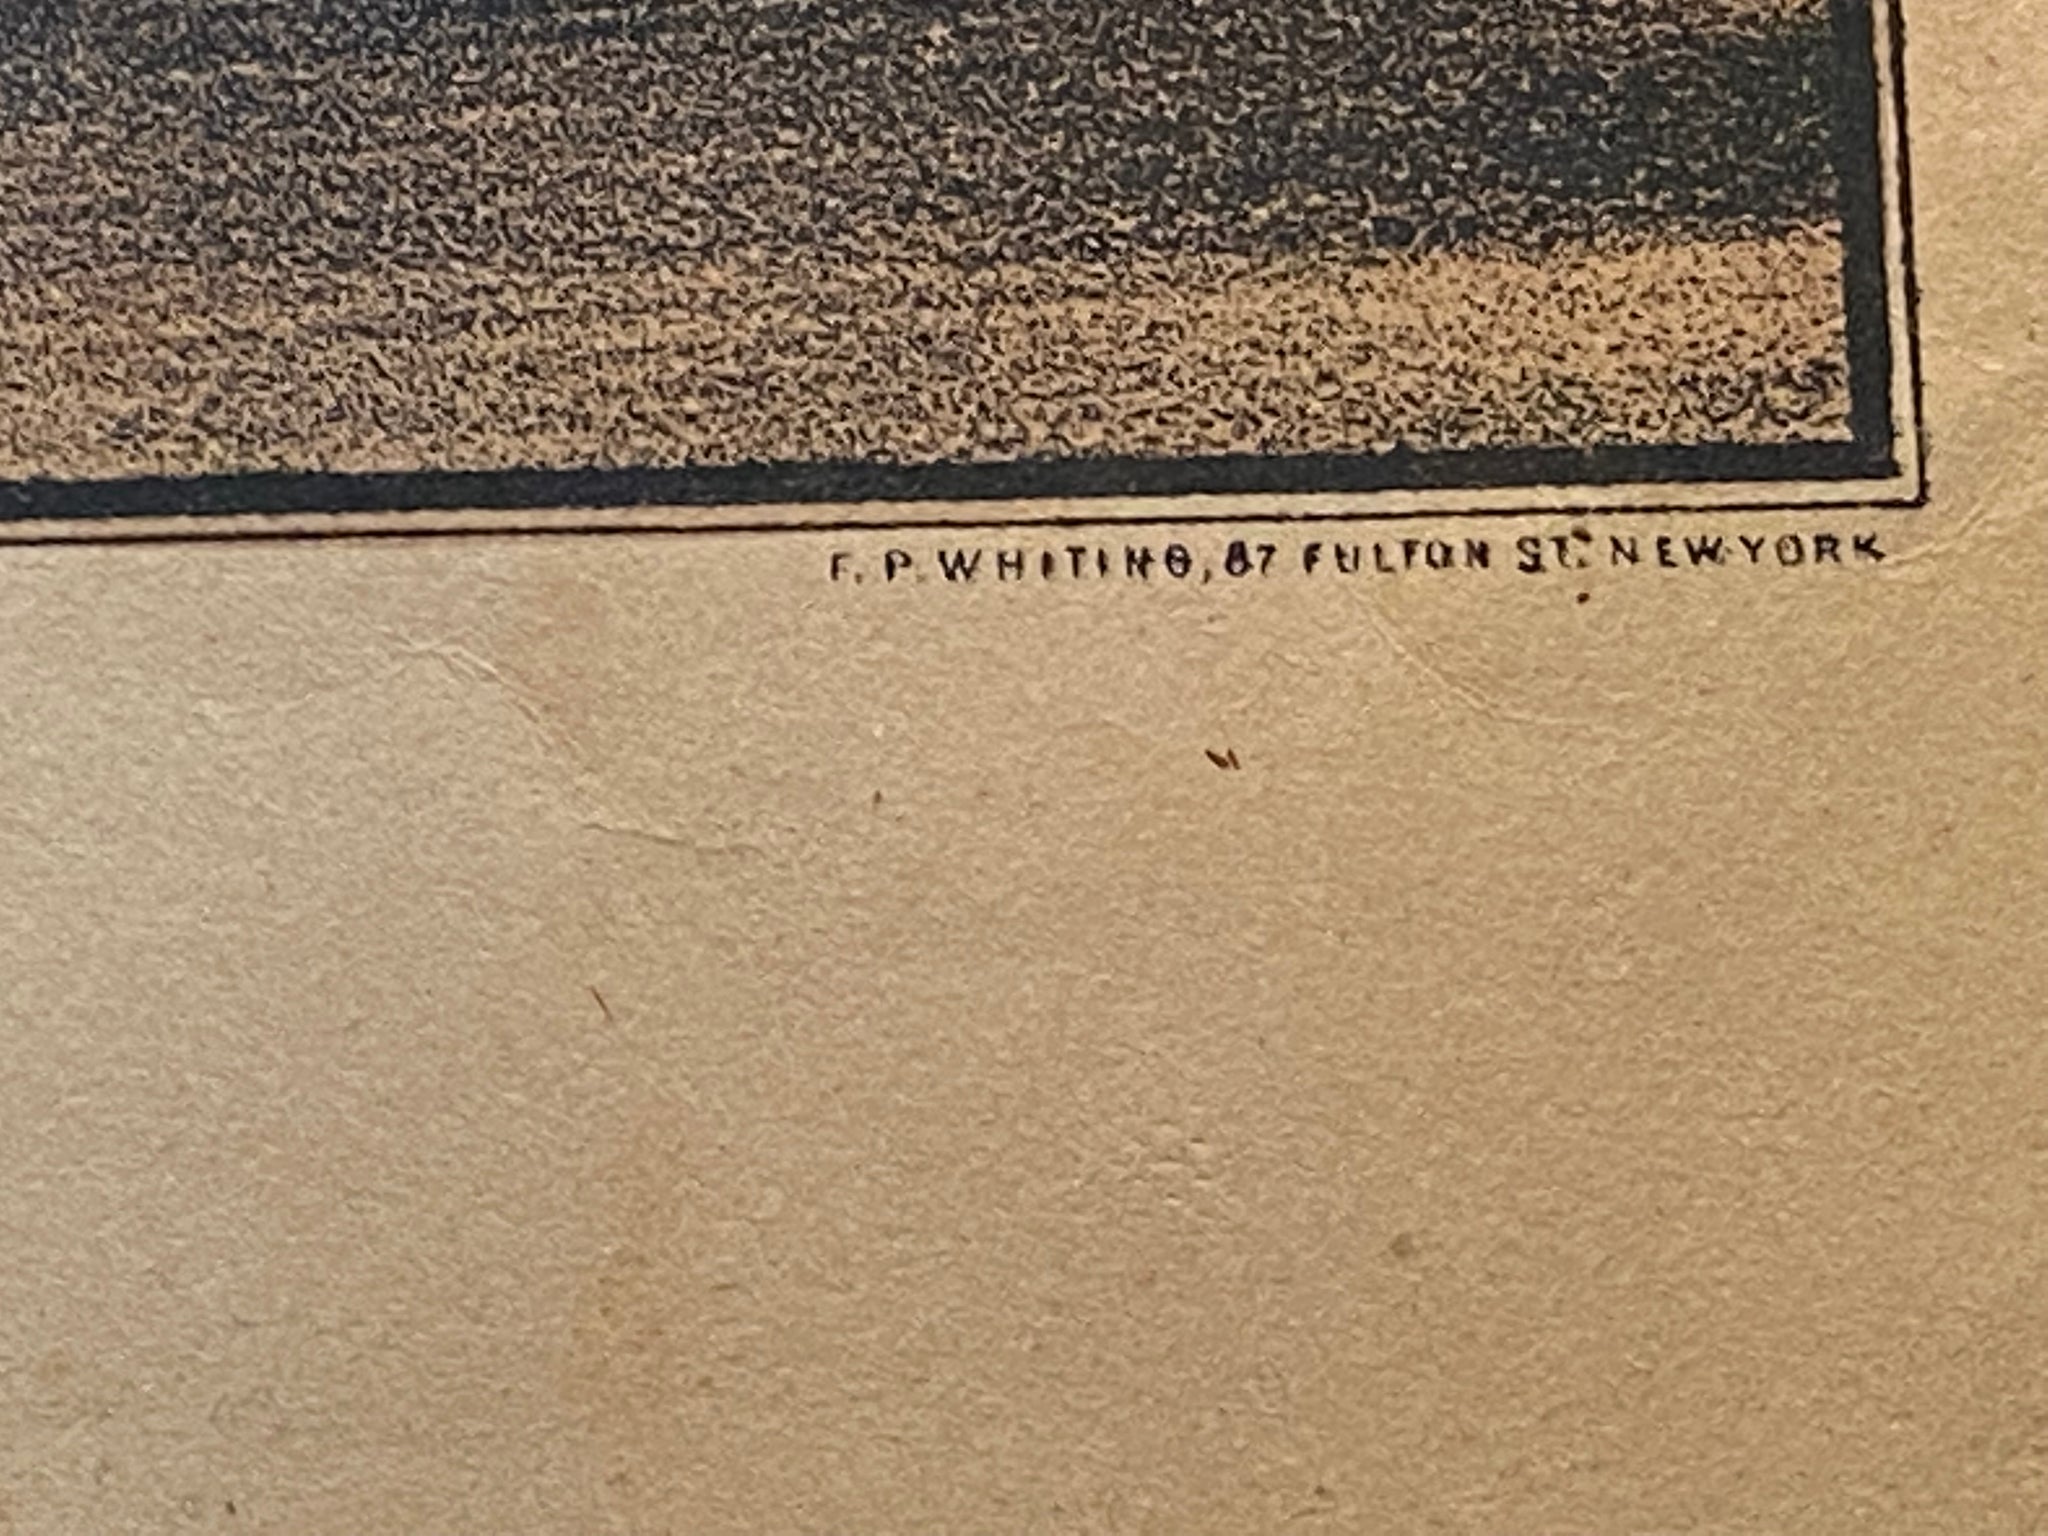 F. P. WHITING, 87 FULTON ST. NEW YORK